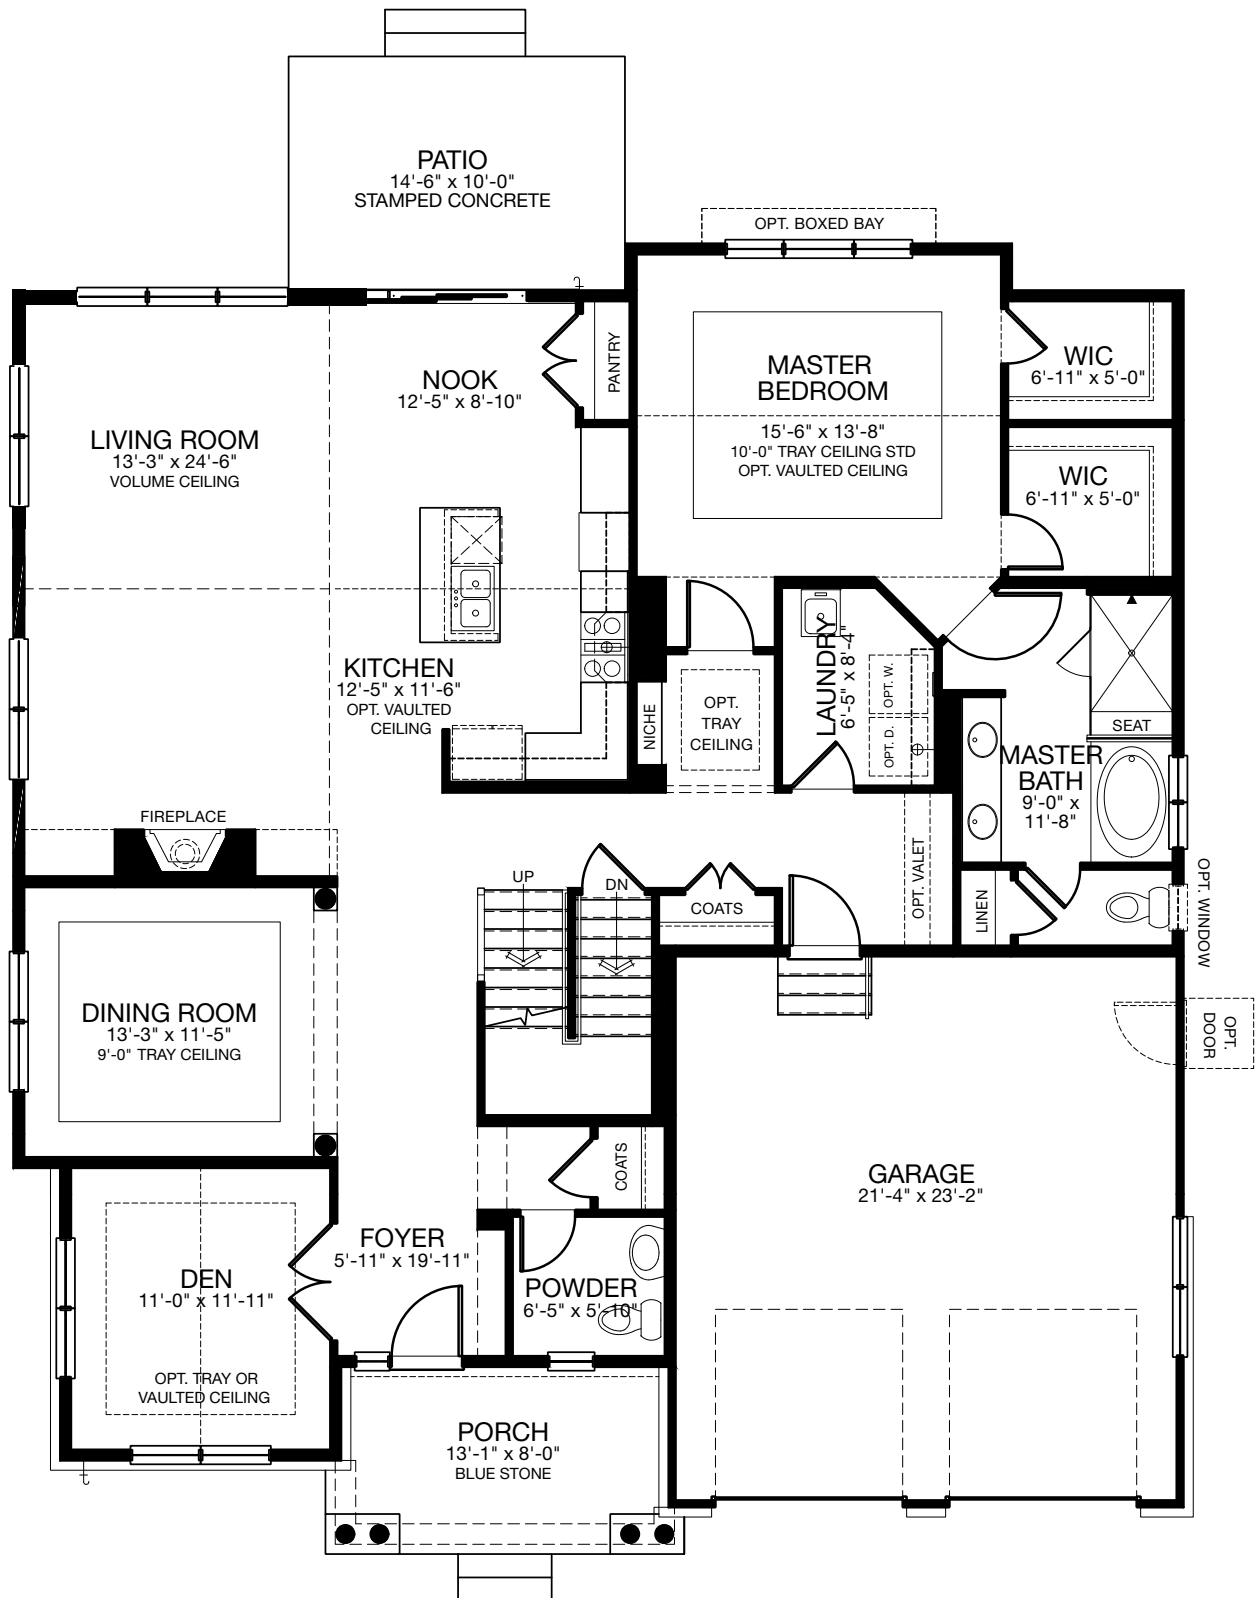 PATIO
14'-6" x 10'-0"
STAMPED CONCRETE
OPT. BOXED BAY
PANTRY
NOOK
12'-5" x 8'-10"
MASTER
BEDROOM
15'-6" x 13'-8"
10'-0" TRAY CEILING STD
OPT. VAULTED CEILING
WIC
6'-11" x 5'-0"
WIC
6'-11" x 5'-0"
LIVING ROOM
13'-3" x 24'-6"
VOLUME CEILING
KITCHEN
12'-5" x 11'-6"
OPT. VAULTED
CEILING
NICHE
OPT.
TRAY
CEILING
LAUNDRY
6'-5" x 8'-4"
OPT. W.
OPT. D.
SEAT
MASTER
BATH
9'-0" x
11'-8"
FIREPLACE
UP
DN
COATS
OPT. VALET
LINEN
OPT. WINDOW
DINING ROOM
13'-3" x 11'-5"
9'-0" TRAY CEILING
OPT.
DOOR
COATS
GARAGE
21'-4" x 23'-2"
FOYER
5'-11" x 19'-11"
DEN
11'-0" x 11'-11"
OPT. TRAY OR
VAULTED CEILING
POWDER
6'-5" x 5'-10"
PORCH
13'-1" x 8'-0"
BLUE STONE